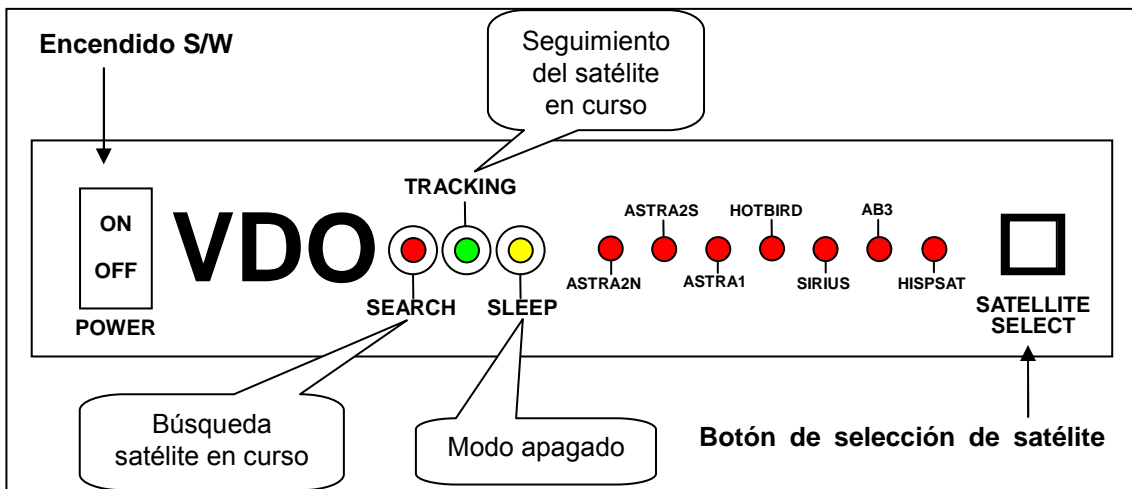 Encendido S/W
Seguimiento
del satélite
en curso
TRACKING
ON
OFF
POWER
VDO
SEARCH
SLEEP
ASTRA2S
HOTBIRD
AB3
ASTRA2N
ASTRA1
SIRIUS
HISPSAT
SATELLITE
SELECT
Búsqueda
satélite en curso
Modo apagado
Botón de selección de satélite